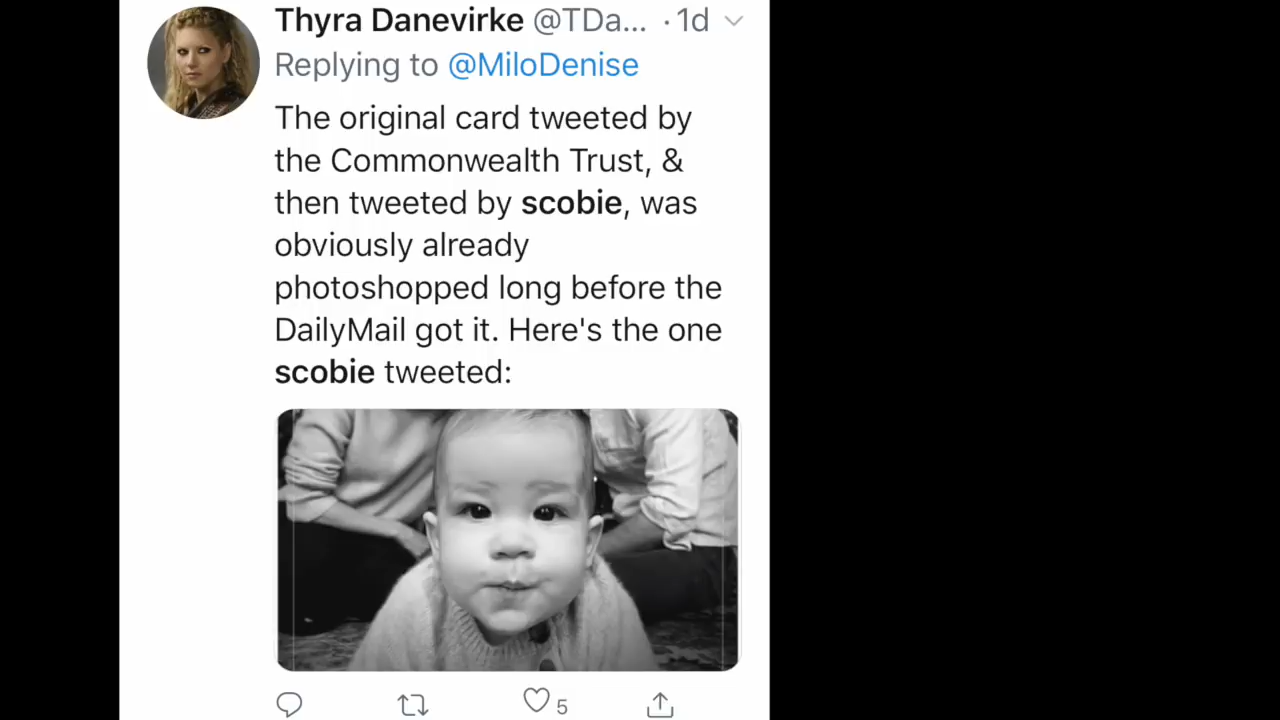 Thyra Danevirke @TDa... · 1d
Replying to @MiloDenise
The original card tweeted by
the Commonwealth Trust, &
then tweeted by scobie, was
obviously already
photoshopped long before the
DailyMail got it. Here's the one
scobie tweeted:
5